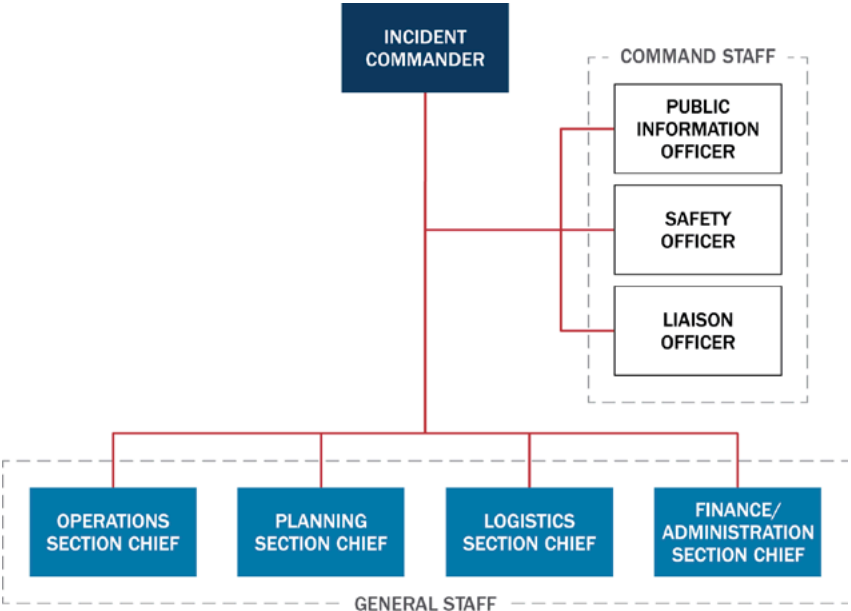 INCIDENT
COMMANDER
COMMAND STAFF
PUBLIC
INFORMATION
OFFICER
SAFETY
OFFICER
LIAISON
OFFICER
OPERATIONS
SECTION CHIEF
PLANNING
SECTION CHIEF
LOGISTICS
SECTION CHIEF
FINANCE/
ADMINISTRATION
SECTION CHIEF
GENERAL STAFF